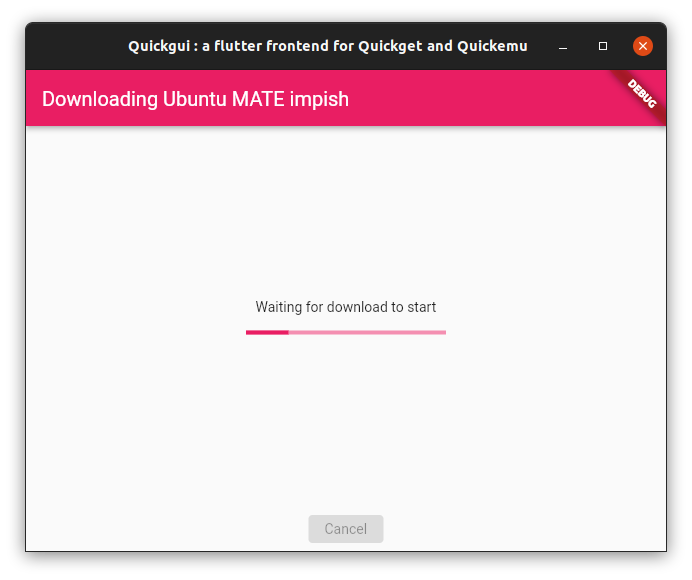 Quickgui : a flutter frontend for Quickget and Quickemu
Downloading Ubuntu MATE impish
DEBUG
Waiting for download to start
Cancel